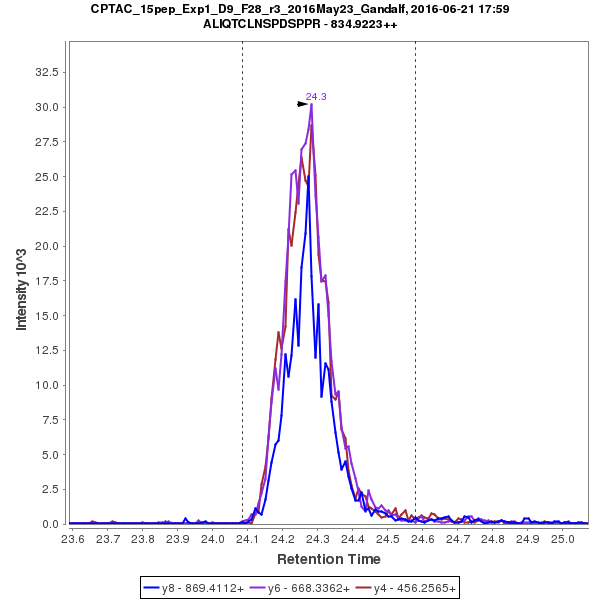 CPTAC_15pep_Exp1_D9_F28_r3_2016May23_Gandalf, 2016-06-21 17:59
ALIQTCLNSPDSPPR - 834.9223++
24.3
Intensity 10^3
32.5
30.0
27.5
25.0
22.5
20.0
17.5
15.0
12.5
10.0
7.5
5.0
2.5
0.0
23.6 23.7 23.8 23.9 24.0 24.1 24.2 24.3 24.4 24.5 24.6 24.7 24.8 24.9 25.0
Retention Time
y8 - 869.4112+ y6 - 668.3362+ y4 - 456.2565+